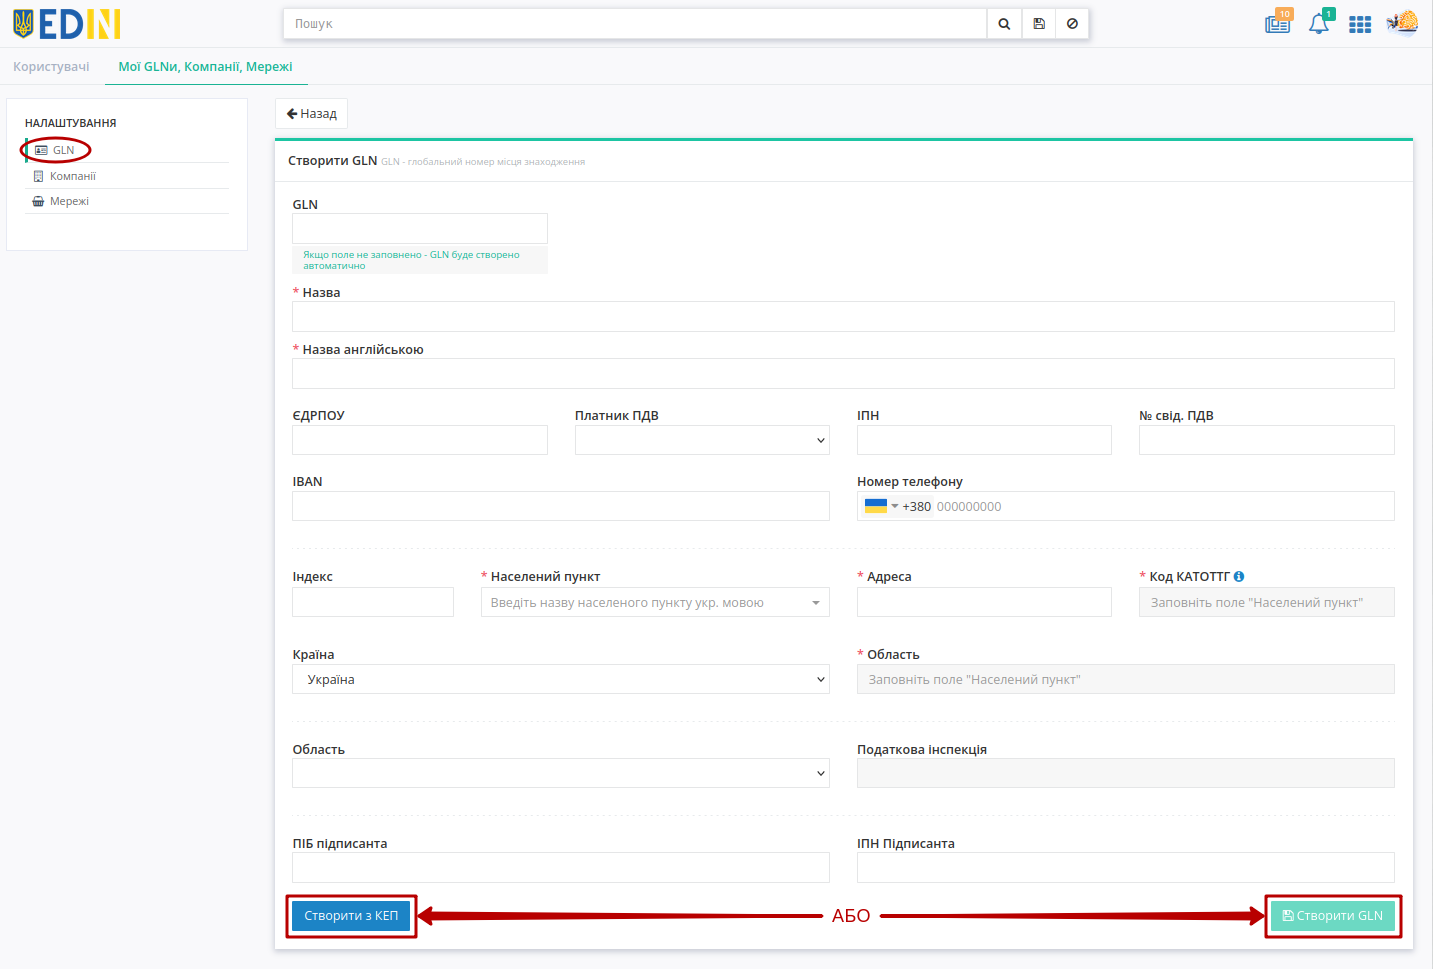 EDIN
Пошук
10
1
Користувачі
Мої GLNи, Компанії, Мережі
НАЛАШТУВАННЯ
GLN
Компанії
Мережі
Назад
Створити GLN GLN - глобальний номер місця знаходження
GLN
Якщо поле не заповнено - GLN буде створено
автоматично
* Назва
* Назва англійською
ЄДРПОУ
Платник ПДВ
ІПН
№ свід. ПДВ
IBAN
Номер телефону
+380 000000000
Індекс
* Населений пункт
* Адреса
* Код КАТОТТГ
Введіть назву населеного пункту укр. мовою
Заповніть поле "Населений пункт"
Країна
* Область
Україна
Заповніть поле "Населений пункт"
Область
Податкова інспекція
ПІБ підписанта
ІПН Підписанта
Створити з КЕП
АБО
Створити GLN